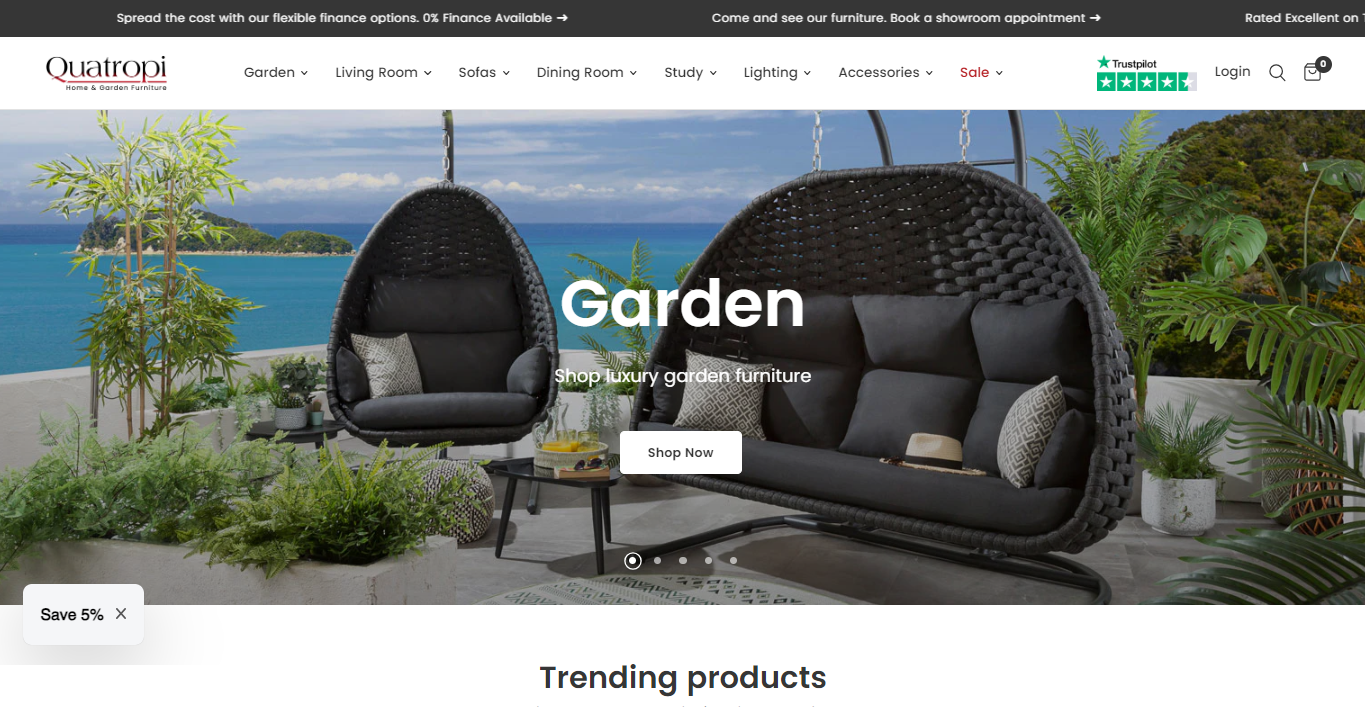 Spread the cost with our flexible finance options. 0% Finance Available ➔
Come and see our furniture. Book a showroom appointment ➔
Rated Excellent on
Quatropi
Home & Garden Furniture
Garden
Living Room
Sofas
Dining Room
Study
Lighting
Accessories
Sale
Trustpilot
Login
0
Garden
Shop luxury garden furniture
Shop Now
Save 5%
Trending products